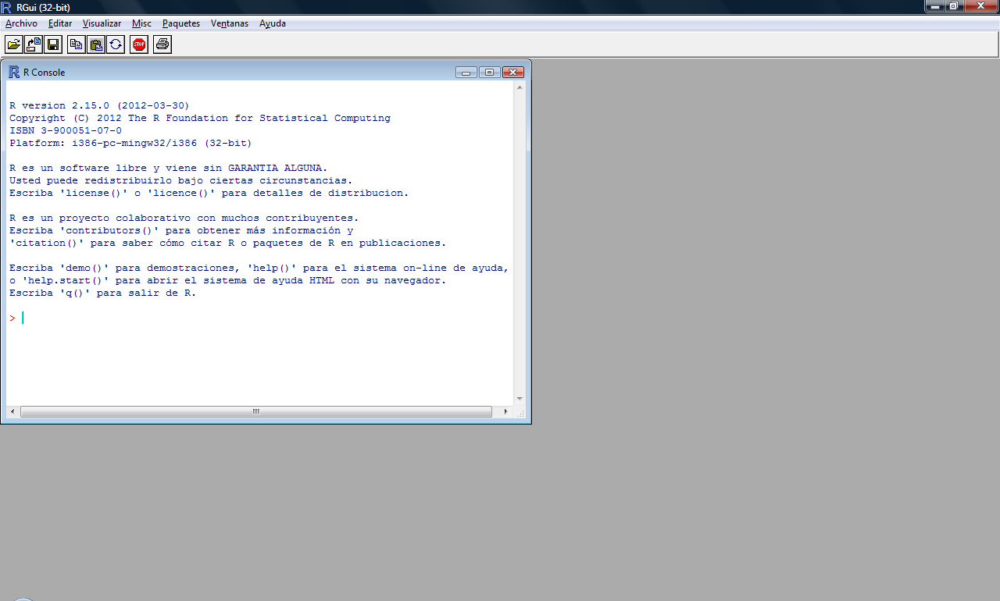 RGui (32-bit)
Archivo Editar Visualizar Misc Paquetes Ventanas Ayuda
STOP
R Console
R version 2.15.0 (2012-03-30)
Copyright (C) 2012 The R Foundation for Statistical Computing
ISBN 3-900051-07-0
Platform: i386-pc-mingw32/i386 (32-bit)
R es un software libre y viene sin GARANTIA ALGUNA.
Usted puede redistribuirlo bajo ciertas circunstancias.
Escriba 'license()' o 'licence()' para detalles de distribucion.
R es un proyecto colaborativo con muchos contribuyentes.
Escriba 'contributors()' para obtener más información y
'citation()' para saber cómo citar R o paquetes de R en publicaciones.
Escriba 'demo()' para demostraciones, 'help()' para el sistema on-line de ayuda,
o 'help.start()' para abrir el sistema de ayuda HTML con su navegador.
Escriba 'q()' para salir de R.
>